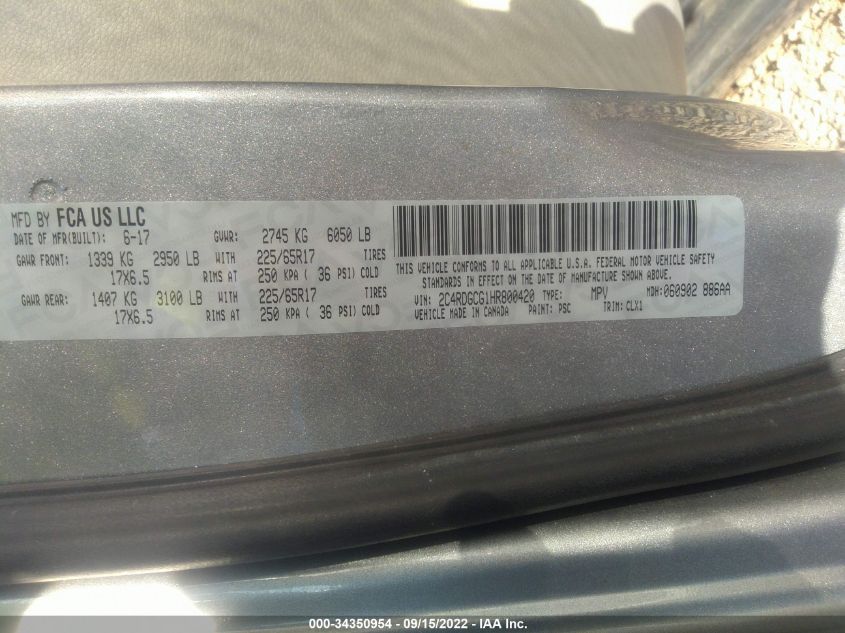 MFD BY FCA US LLC
DATE OF MFR(BUILT): 6-17 GVWR: 2745 KG 6050 LB
GAWR FRONT: 1339 KG 2950 LB WITH 225/65R17 TIRES
17X6.5 RIMS AT 250 KPA ( 36 PSI) COLD
GAWR REAR: 1407 KG 3100 LB WITH 225/65R17 TIRES
17X6.5 RIMS AT 250 KPA ( 36 PSI) COLD
THIS VEHICLE CONFORMS TO ALL APPLICABLE U.S.A. FEDERAL MOTOR VEHICLE SAFETY
STANDARDS IN EFFECT ON THE DATE OF MANUFACTURE SHOWN ABOVE.
VIN: 2C4RDGCG1HR800420 TYPE: MPV MDH: 060902 886AA
VEHICLE MADE IN CANADA PAINT: PSC TRIM: CLX1
000-34350954 - 09/15/2022 - IAA Inc.